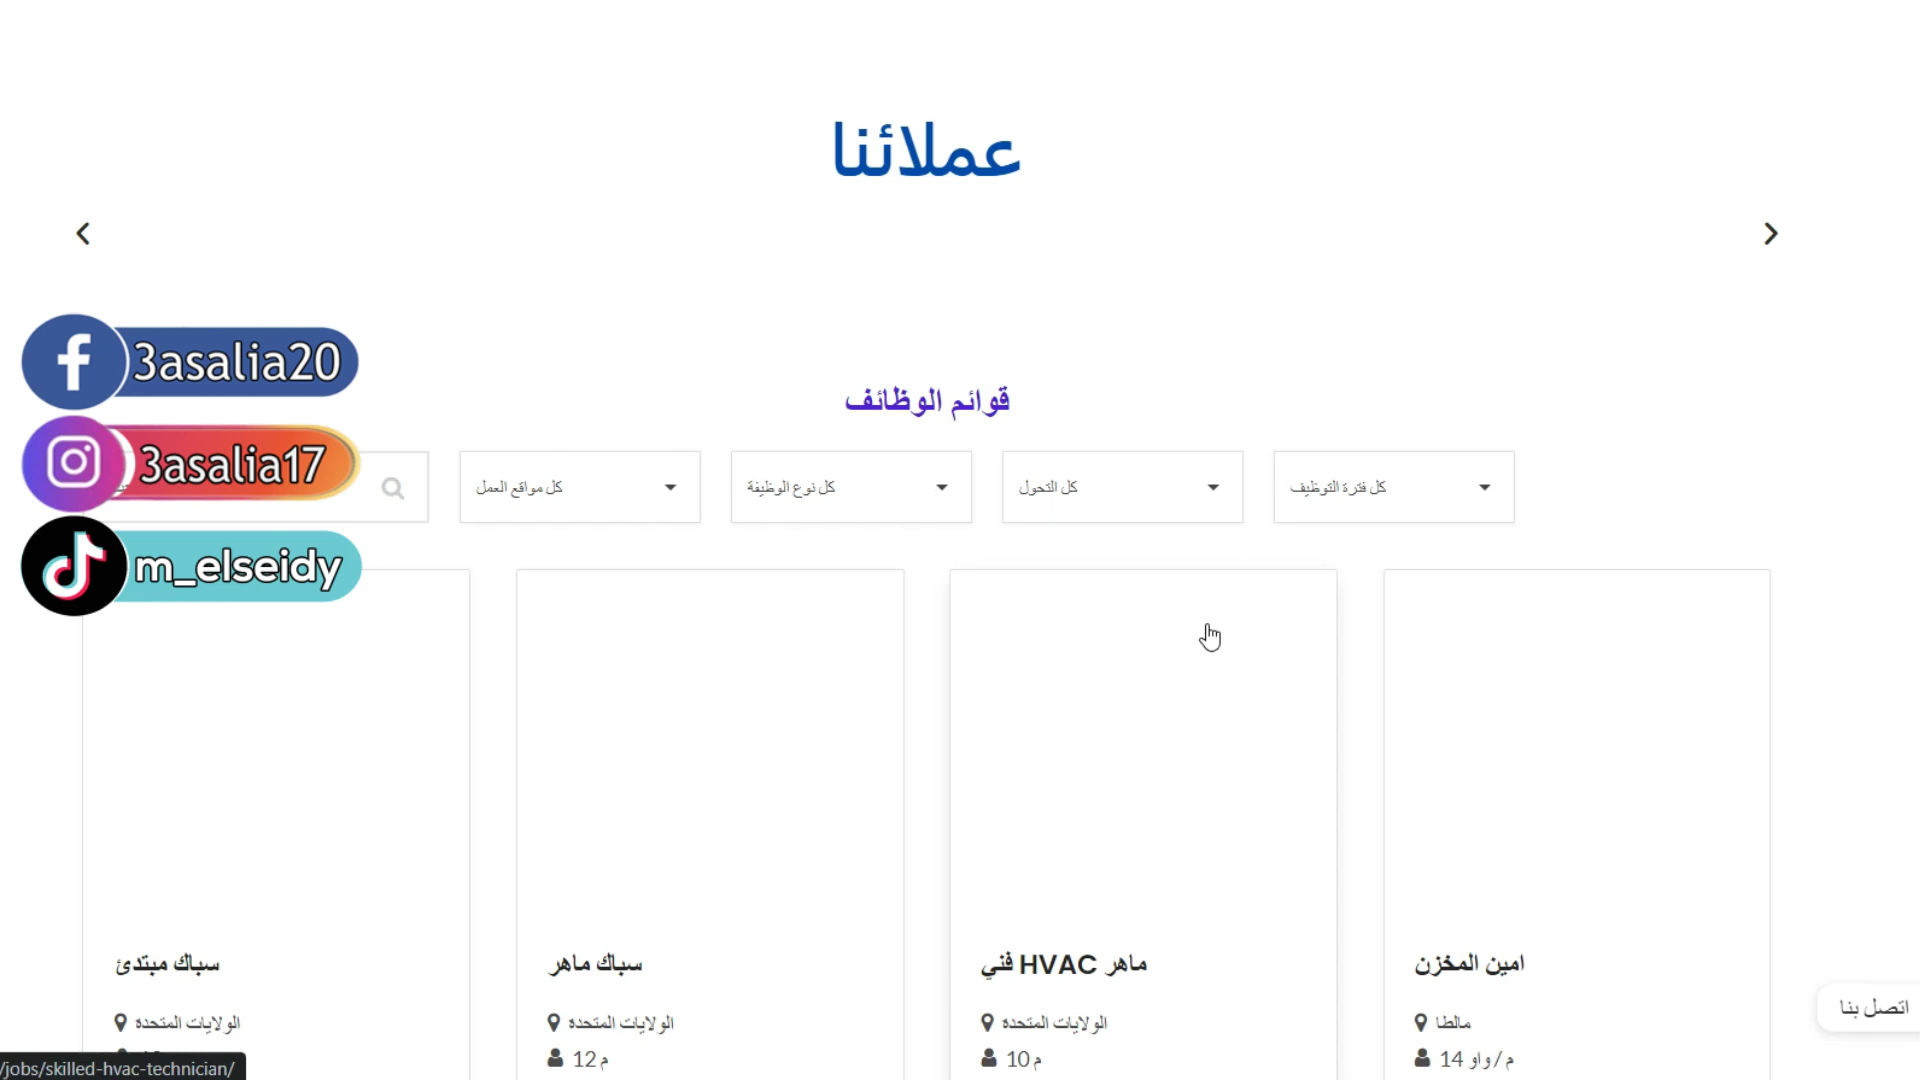 عملائنا
3asalia20
قوائم الوظائف
3asalia17
كل مواقع العمل
كل نوع الوظيفة
كل التحول
كل فترة التوظيف
m_elseidy
سباك مبتدئ
سباك ماهر
ماهر HVAC فني
امين المخزن
الولايات المتحدة
الولايات المتحدة
الولايات المتحدة
مالطا
اتصل بنا
12 م
10 م
14 م/واو
/jobs/skilled-hvac-technician/